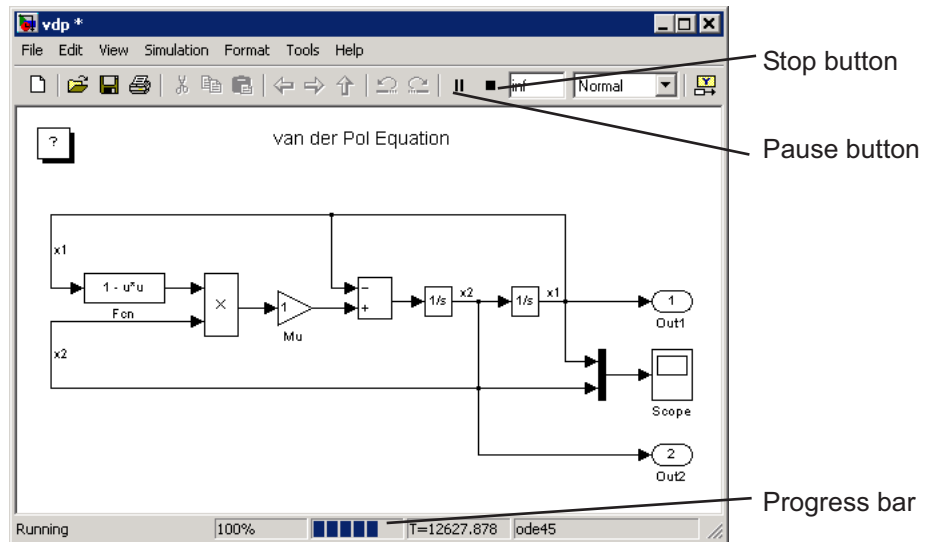 vdp *
File Edit View Simulation Format Tools Help
inf Normal
Stop button
Pause button
? van der Pol Equation
x1
1 - u*u
Fcn
×
1
Mu
−
+
1/s
x2
1/s
x1
1
Out1
x2
Scope
2
Out2
Progress bar
Running 100% T=12627.878 ode45